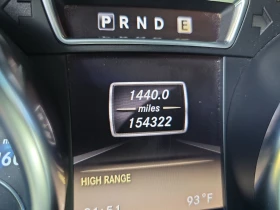 P R N D E
1440.0
miles
154322
HIGH RANGE
93°F